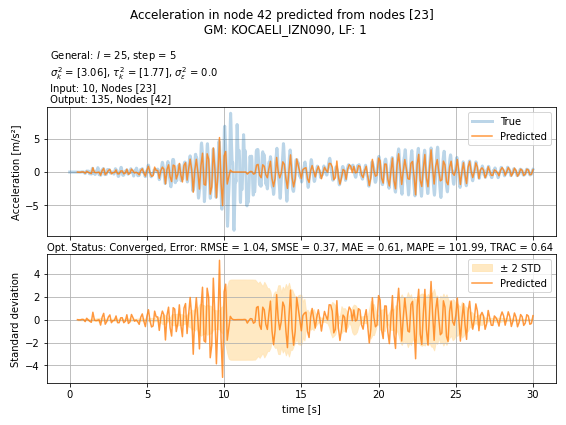 Acceleration in node 42 predicted from nodes [23]
GM: KOCAELI_IZN090, LF: 1
General: l = 25, step = 5
σ²ₖ = [3.06], τ²ₖ = [1.77], σ²ε = 0.0
Input: 10, Nodes [23]
Output: 135, Nodes [42]
Acceleration [m/s²]
5
0
−5
True
Predicted
Opt. Status: Converged, Error: RMSE = 1.04, SMSE = 0.37, MAE = 0.61, MAPE = 101.99, TRAC = 0.64
Standard deviation
4
2
0
−2
−4
± 2 STD
Predicted
0 5 10 15 20 25 30
time [s]